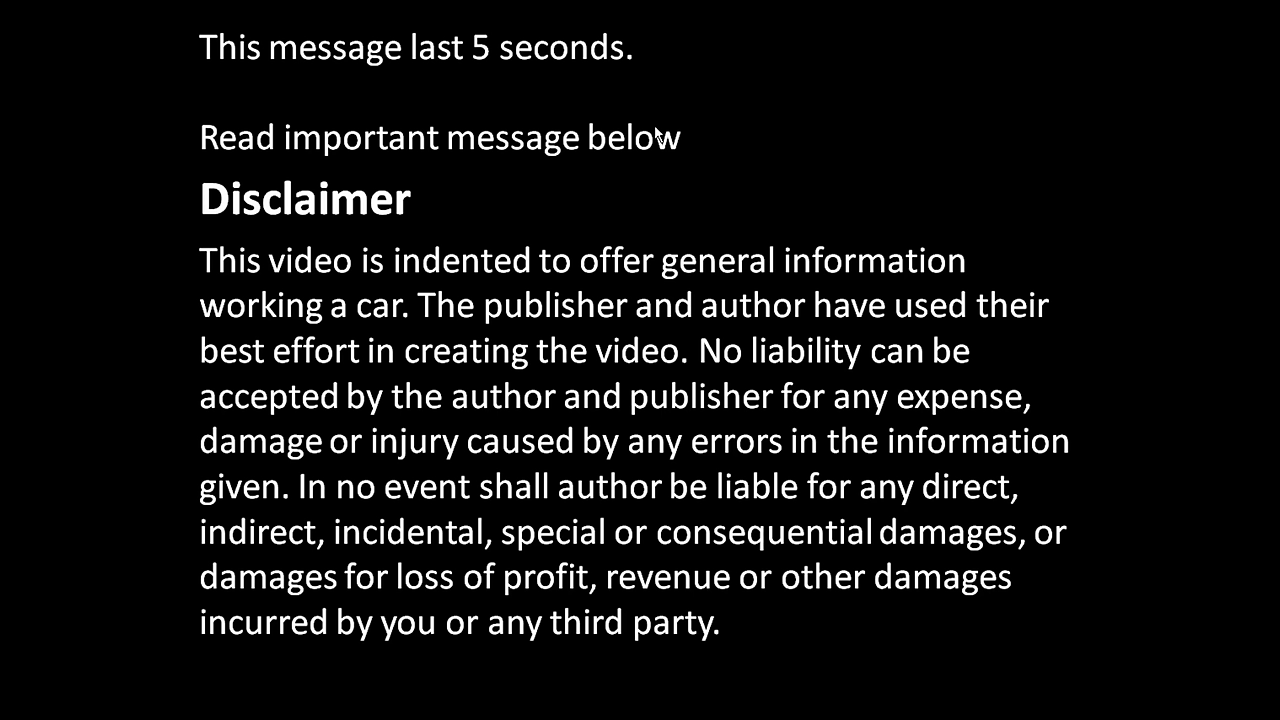 This message last 5 seconds.
Read important message below
Disclaimer
This video is indented to offer general information
working a car. The publisher and author have used their
best effort in creating the video. No liability can be
accepted by the author and publisher for any expense,
damage or injury caused by any errors in the information
given. In no event shall author be liable for any direct,
indirect, incidental, special or consequential damages, or
damages for loss of profit, revenue or other damages
incurred by you or any third party.